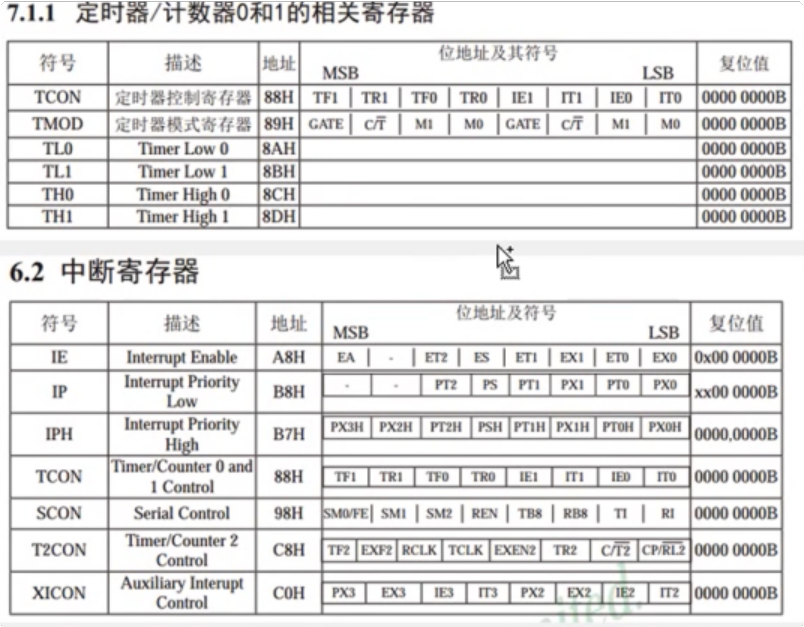 7.1.1 定时器/计数器0和1的相关寄存器
符号 描述 地址 位地址及其符号 MSB LSB 复位值
TCON 定时器控制寄存器 88H TF1 TR1 TF0 TR0 IE1 IT1 IE0 IT0 0000 0000B
TMOD 定时器模式寄存器 89H GATE C/T̅ M1 M0 GATE C/T̅ M1 M0 0000 0000B
TL0 Timer Low 0 8AH 0000 0000B
TL1 Timer Low 1 8BH 0000 0000B
TH0 Timer High 0 8CH 0000 0000B
TH1 Timer High 1 8DH 0000 0000B
6.2 中断寄存器
符号 描述 地址 位地址及符号 MSB LSB 复位值
IE Interrupt Enable A8H EA - ET2 ES ET1 EX1 ET0 EX0 0x00 0000B
IP Interrupt Priority Low B8H - - PT2 PS PT1 PX1 PT0 PX0 xx00 0000B
IPH Interrupt Priority High B7H PX3H PX2H PT2H PSH PT1H PX1H PT0H PX0H 0000,0000B
TCON Timer/Counter 0 and 1 Control 88H TF1 TR1 TF0 TR0 IE1 IT1 IE0 IT0 0000 0000B
SCON Serial Control 98H SM0/FE SM1 SM2 REN TB8 RB8 TI RI 0000 0000B
T2CON Timer/Counter 2 Control C8H TF2 EXF2 RCLK TCLK EXEN2 TR2 C/T̅2̅ CP/R̅L̅2̅ 0000 0000B
XICON Auxiliary Interupt Control C0H PX3 EX3 IE3 IT3 PX2 EX2 IE2 IT2 0000 0000B